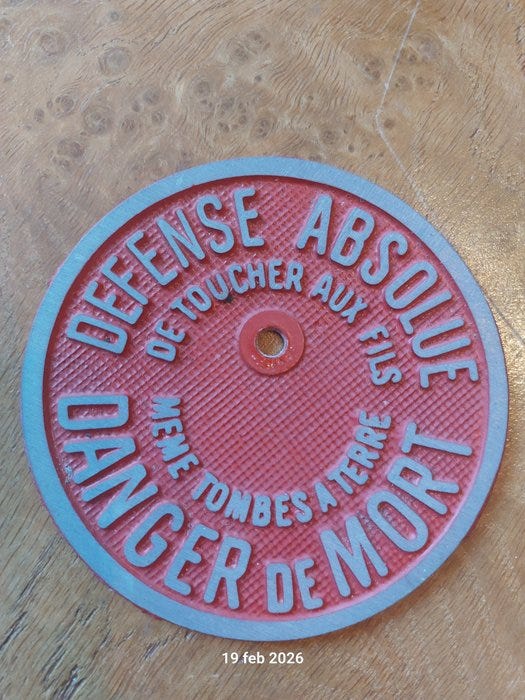 DEFENSE ABSOLUE
DE TOUCHER AUX FILS
MEME TOMBES A TERRE
DANGER DE MORT
19 feb 2026